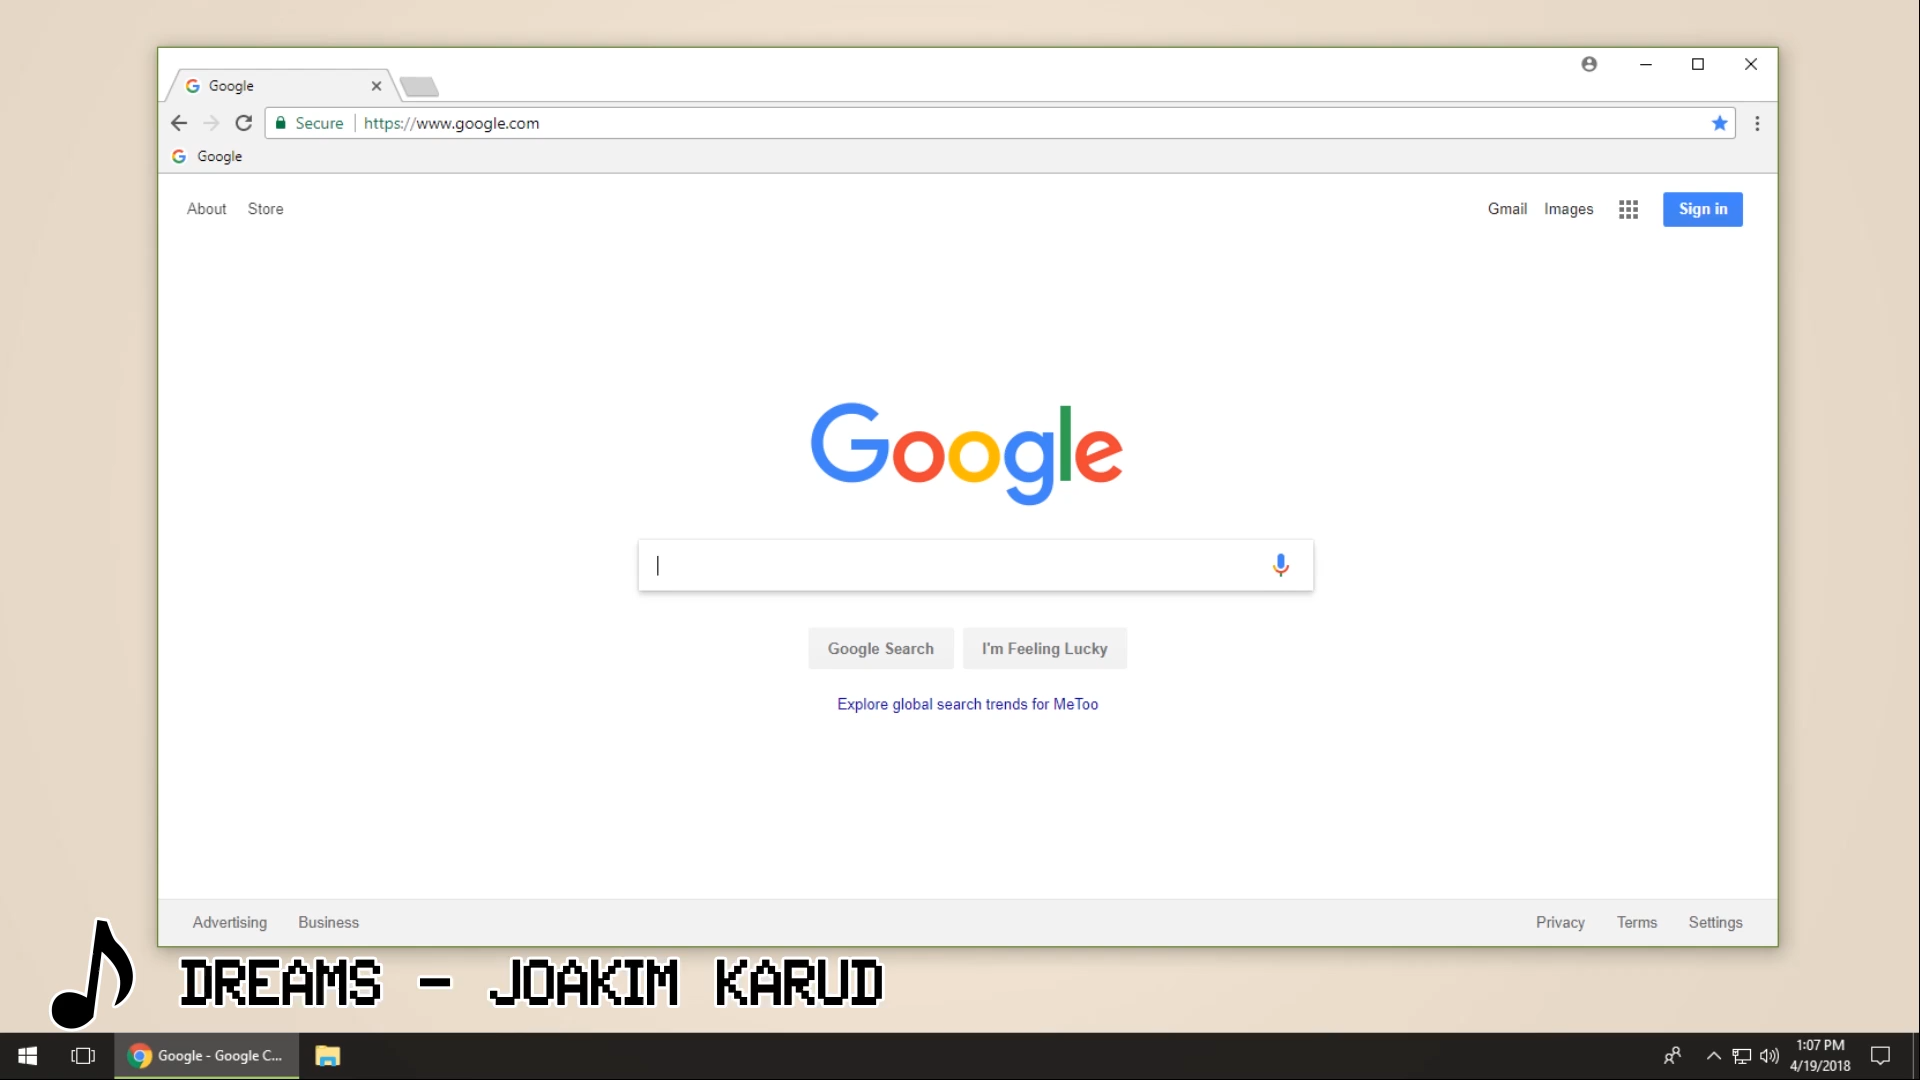 Google
Secure
https://www.google.com
Google
About Store
Gmail Images Sign in
Google
Google Search I'm Feeling Lucky
Explore global search trends for MeToo
Advertising Business
Privacy Terms Settings
DREAMS - JOAKIM KARUD
Google - Google C...
1:07 PM
4/19/2018